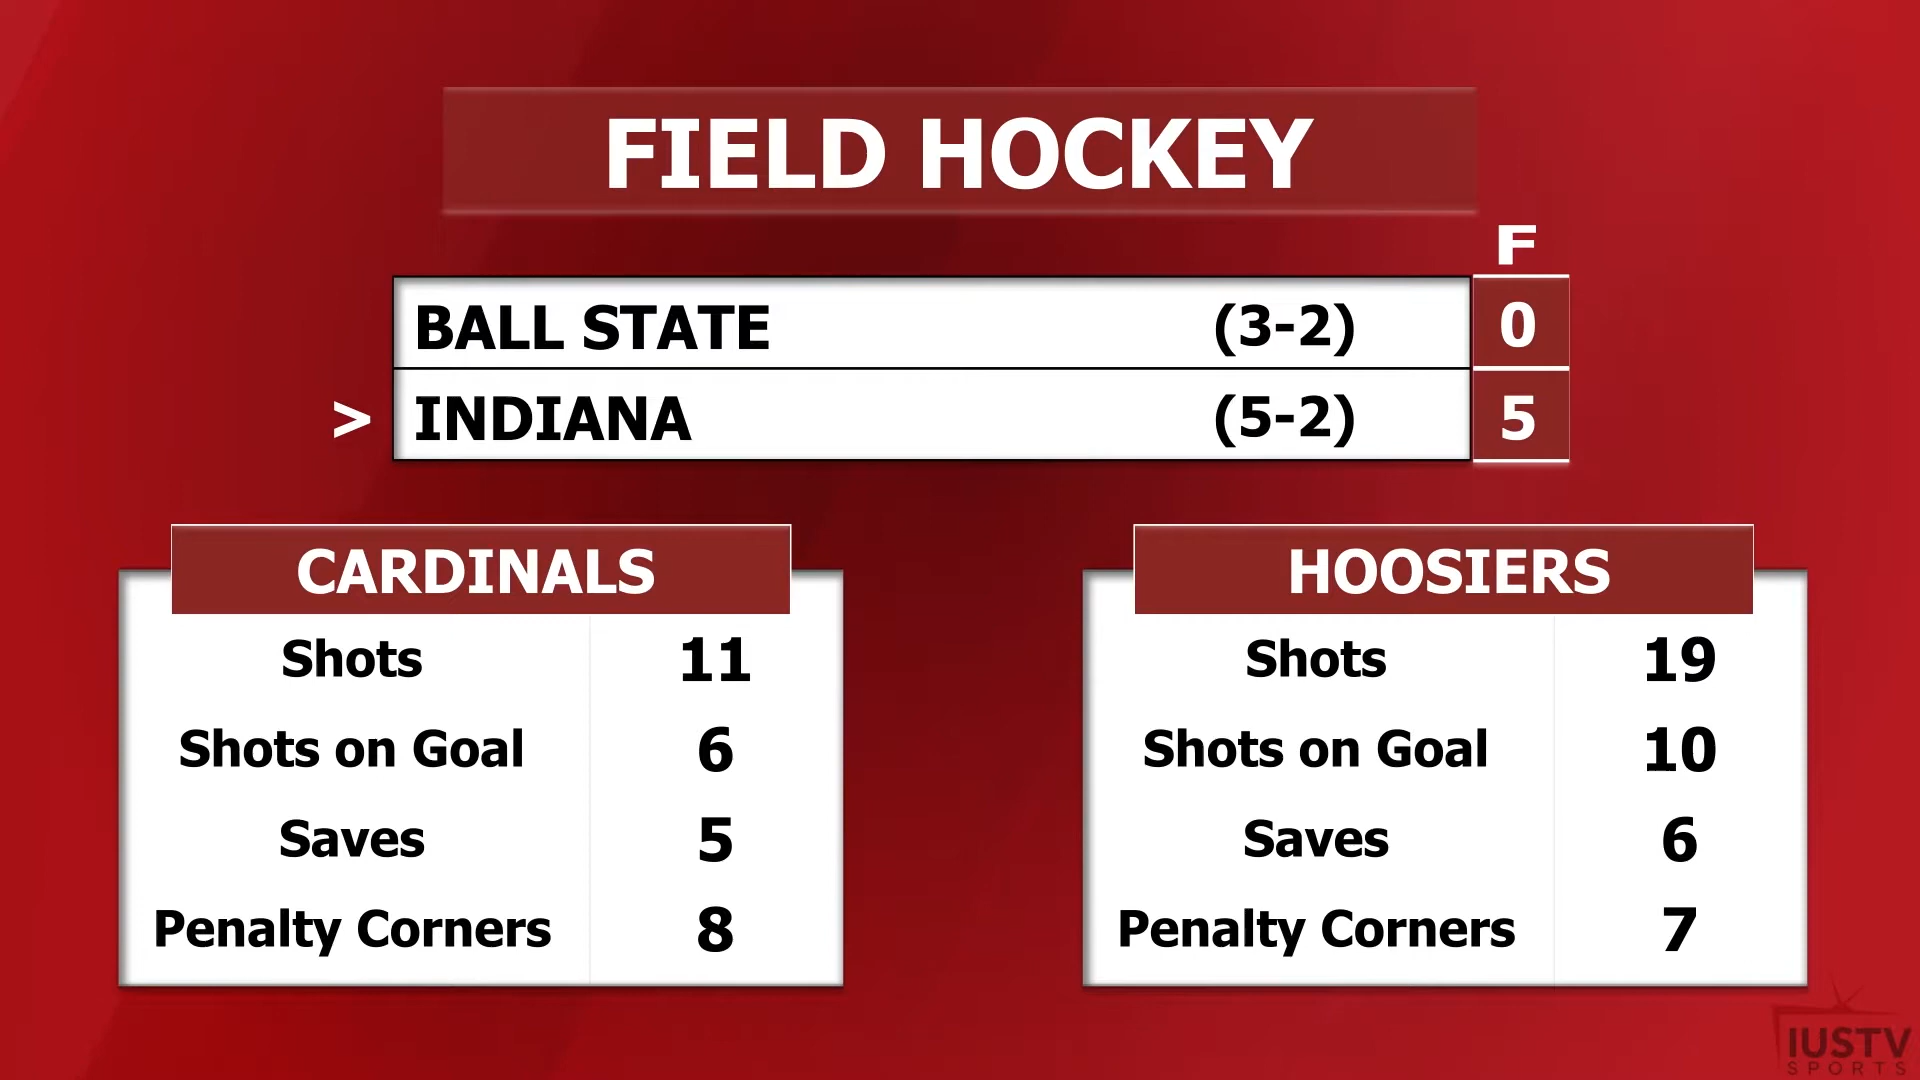 FIELD HOCKEY
F
BALL STATE (3-2) 0
> INDIANA (5-2) 5
CARDINALS
Shots 11
Shots on Goal 6
Saves 5
Penalty Corners 8
HOOSIERS
Shots 19
Shots on Goal 10
Saves 6
Penalty Corners 7
IUSTV
SPORTS